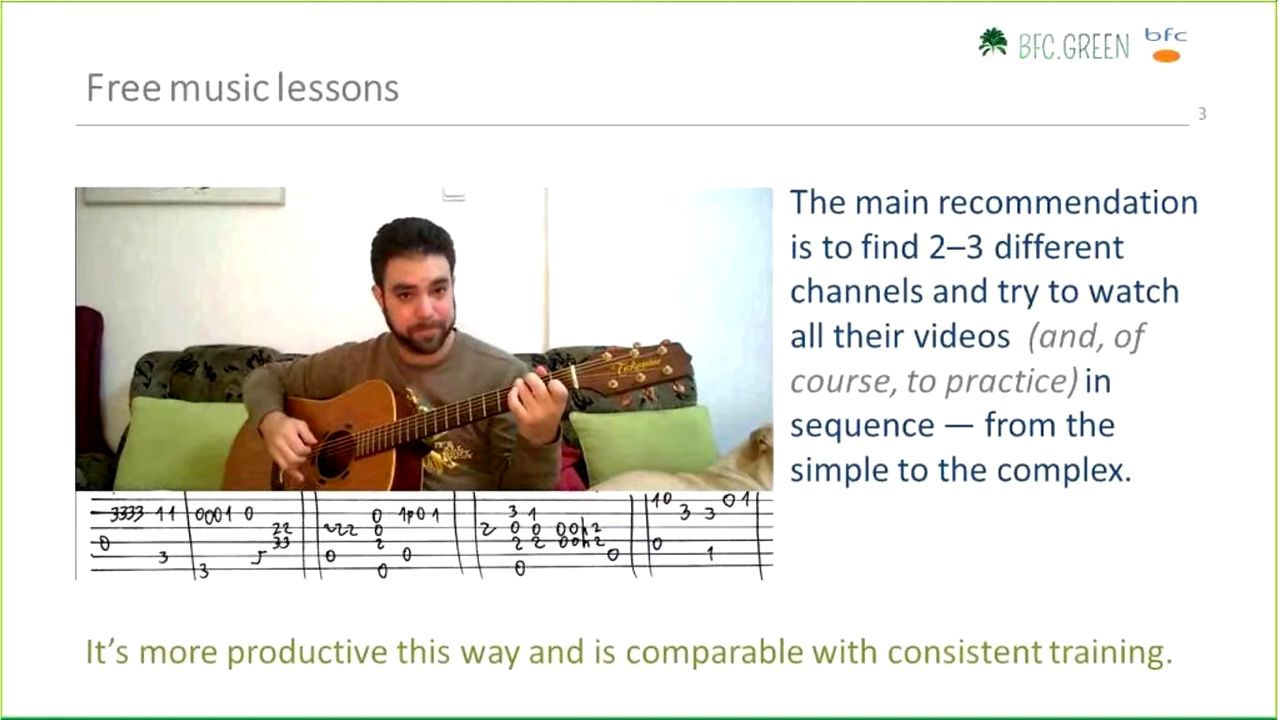 BFC.GREEN bfc
Free music lessons
3
The main recommendation
is to find 2–3 different
channels and try to watch
all their videos (and, of
course, to practice) in
sequence — from the
simple to the complex.
Takamine
It’s more productive this way and is comparable with consistent training.